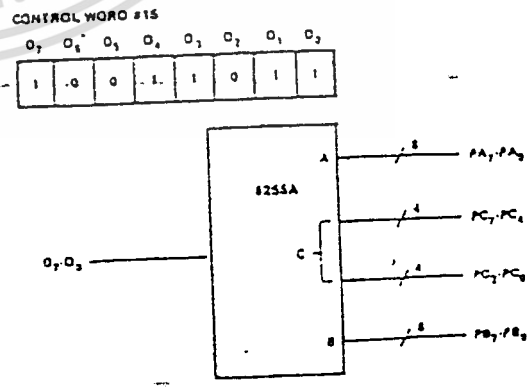 CONTROL WORD #15
D7 D6 D5 D4 D3 D2 D1 D0
1 0 0 1 1 0 1 1
8255A
A
8
PA7-PA0
4
PC7-PC4
C
4
PC3-PC0
D7-D0
B
8
PB7-PB0